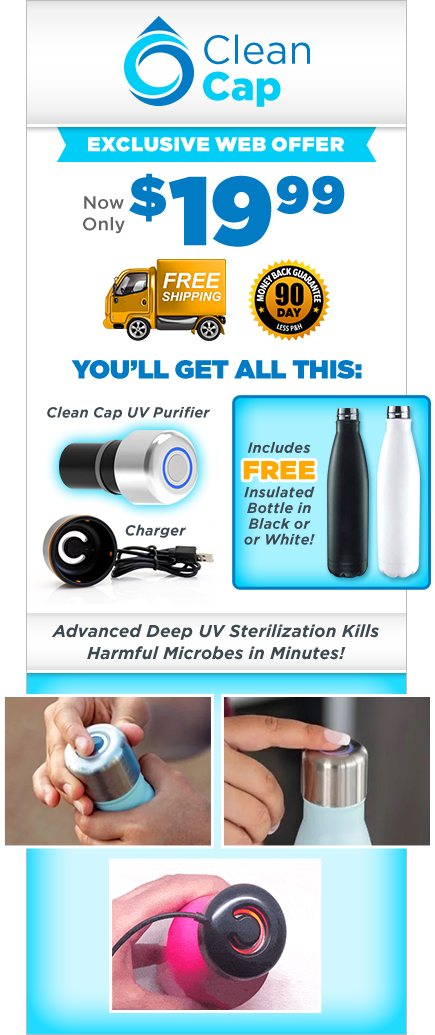 Clean
Cap
EXCLUSIVE WEB OFFER
Now
Only
$19.99
FREE
SHIPPING
MONEY BACK GUARANTEE
90
DAY
LESS P&H
YOU'LL GET ALL THIS:
Clean Cap UV Purifier
Charger
Includes
FREE
Insulated
Bottle in
Black or
or White!
Advanced Deep UV Sterilization Kills
Harmful Microbes in Minutes!